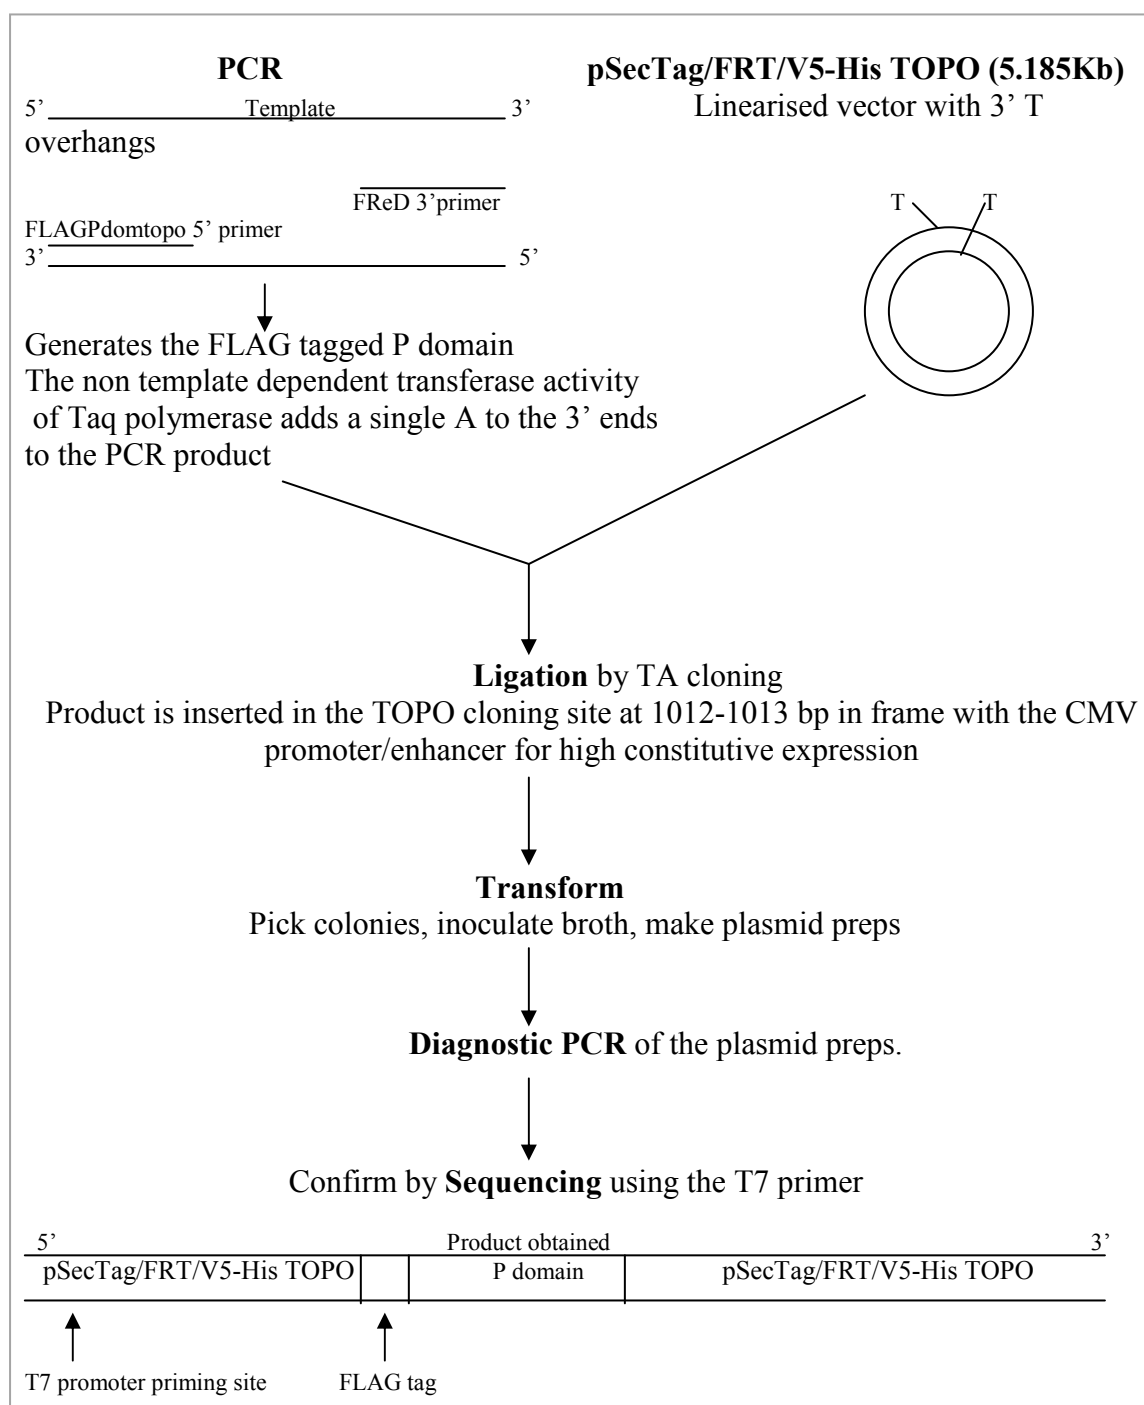 PCR
pSecTag/FRT/V5-His TOPO (5.185Kb)
5’ Template 3’
Linearised vector with 3’ T
overhangs
FReD 3’primer
T T
FLAGPdomtopo 5’ primer
3’ 5’
Generates the FLAG tagged P domain
The non template dependent transferase activity
of Taq polymerase adds a single A to the 3’ ends
to the PCR product
Ligation by TA cloning
Product is inserted in the TOPO cloning site at 1012-1013 bp in frame with the CMV
promoter/enhancer for high constitutive expression
Transform
Pick colonies, inoculate broth, make plasmid preps
Diagnostic PCR of the plasmid preps.
Confirm by Sequencing using the T7 primer
5’ Product obtained 3’
pSecTag/FRT/V5-His TOPO P domain pSecTag/FRT/V5-His TOPO
T7 promoter priming site FLAG tag